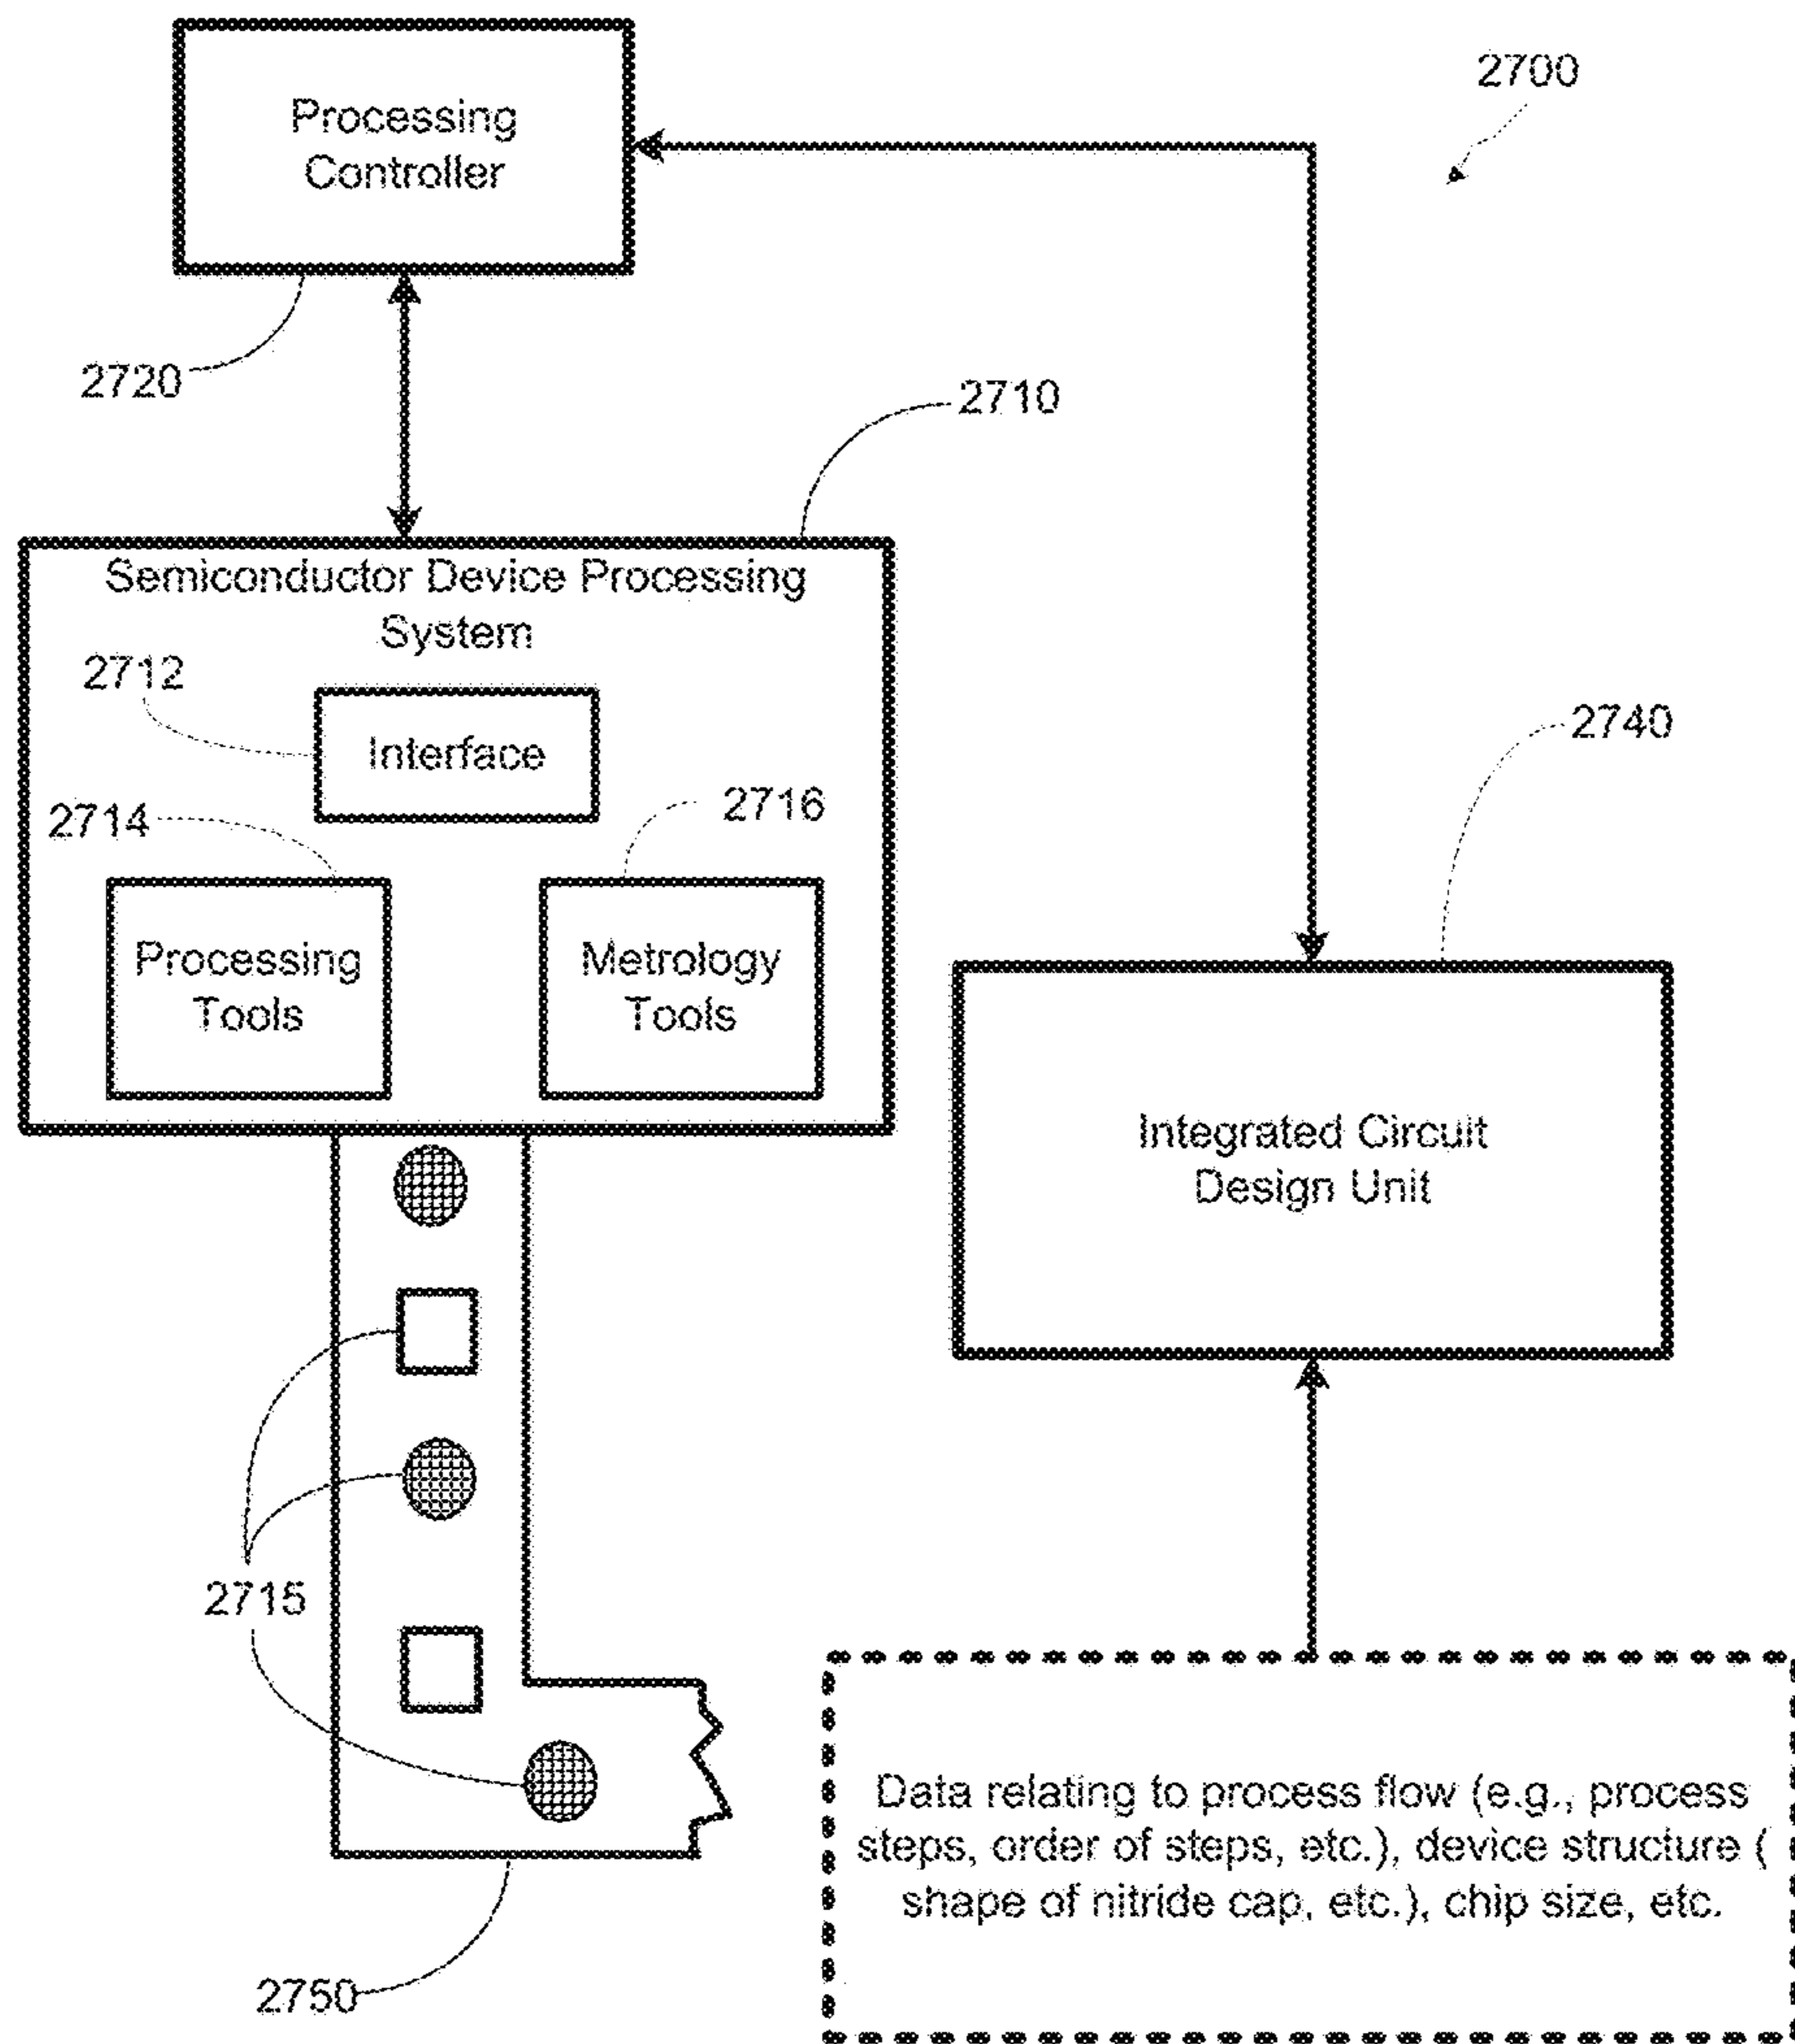 Processing
Controller
2700
2720
2710
Semiconductor Device Processing
System
2712
Interface
2714
2716
Processing
Tools
Metrology
Tools
2740
Integrated Circuit
Design Unit
2715
Data relating to process flow (e.g., process
steps, order of steps, etc.), device structure (
shape of nitride cap, etc.), chip size, etc.
2750